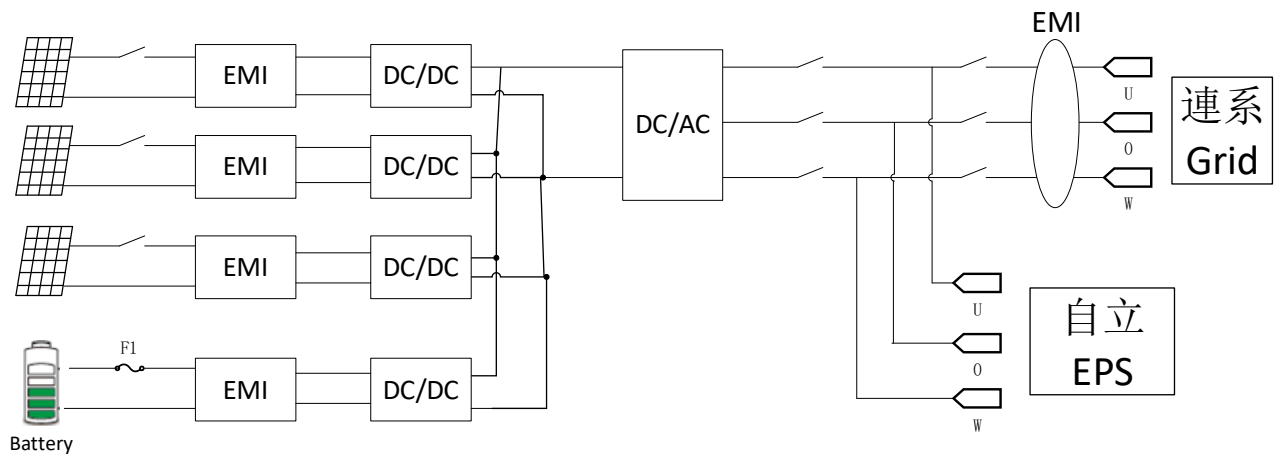 EMI
EMI
DC/DC
DC/AC
U
O
W
連系
Grid
EMI
DC/DC
EMI
DC/DC
U
O
W
自立
EPS
F1
EMI
DC/DC
Battery